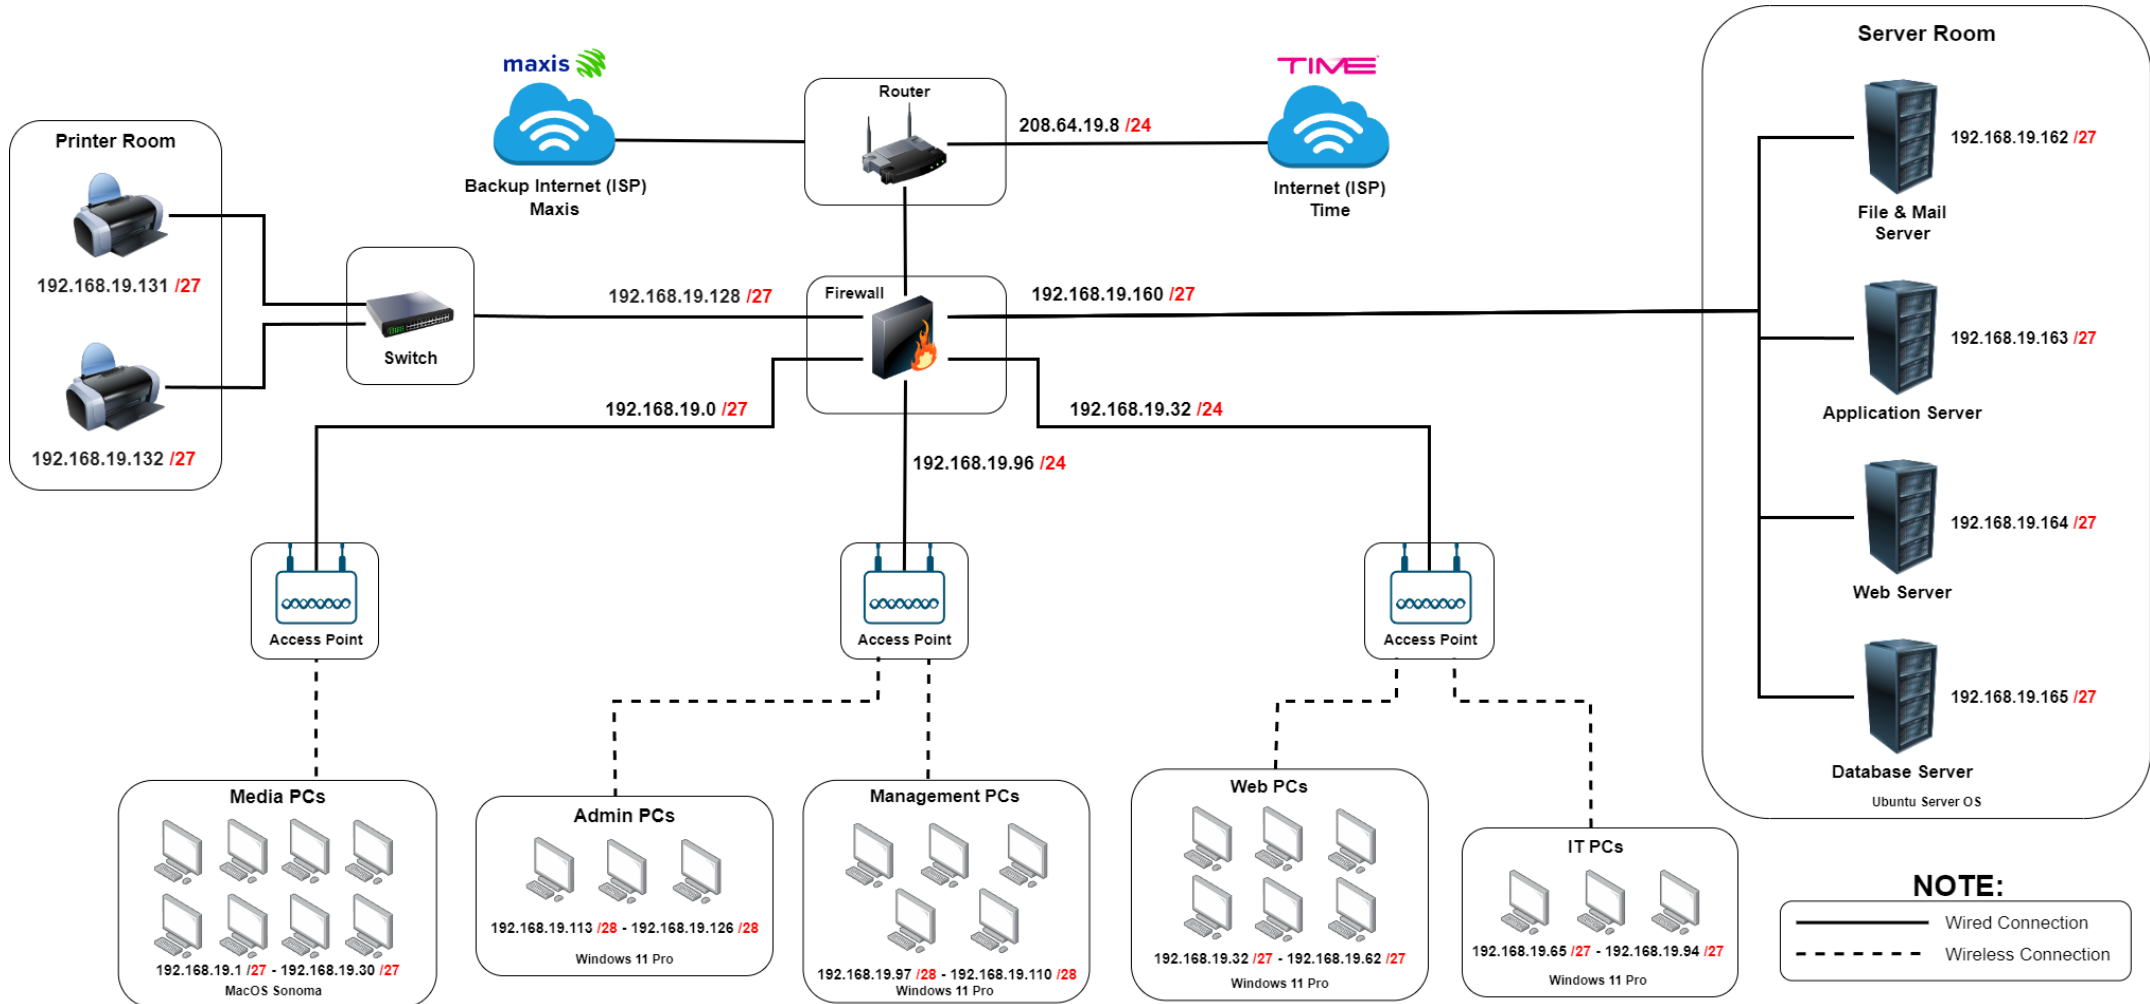 Server Room
maxis
TIME
Router
208.64.19.8 /24
Printer Room
192.168.19.162 /27
Backup Internet (ISP)
Maxis
Internet (ISP)
Time
File & Mail
Server
192.168.19.131 /27
Firewall
192.168.19.128 /27
192.168.19.160 /27
Switch
192.168.19.163 /27
192.168.19.0 /27
192.168.19.32 /24
Application Server
192.168.19.132 /27
192.168.19.96 /24
192.168.19.164 /27
Web Server
Access Point
Access Point
Access Point
192.168.19.165 /27
Database Server
Ubuntu Server OS
Media PCs
192.168.19.1 /27 - 192.168.19.30 /27
MacOS Sonoma
Admin PCs
192.168.19.113 /28 - 192.168.19.126 /28
Windows 11 Pro
Management PCs
192.168.19.97 /28 - 192.168.19.110 /28
Windows 11 Pro
Web PCs
192.168.19.32 /27 - 192.168.19.62 /27
Windows 11 Pro
IT PCs
192.168.19.65 /27 - 192.168.19.94 /27
Windows 11 Pro
NOTE:
Wired Connection
Wireless Connection